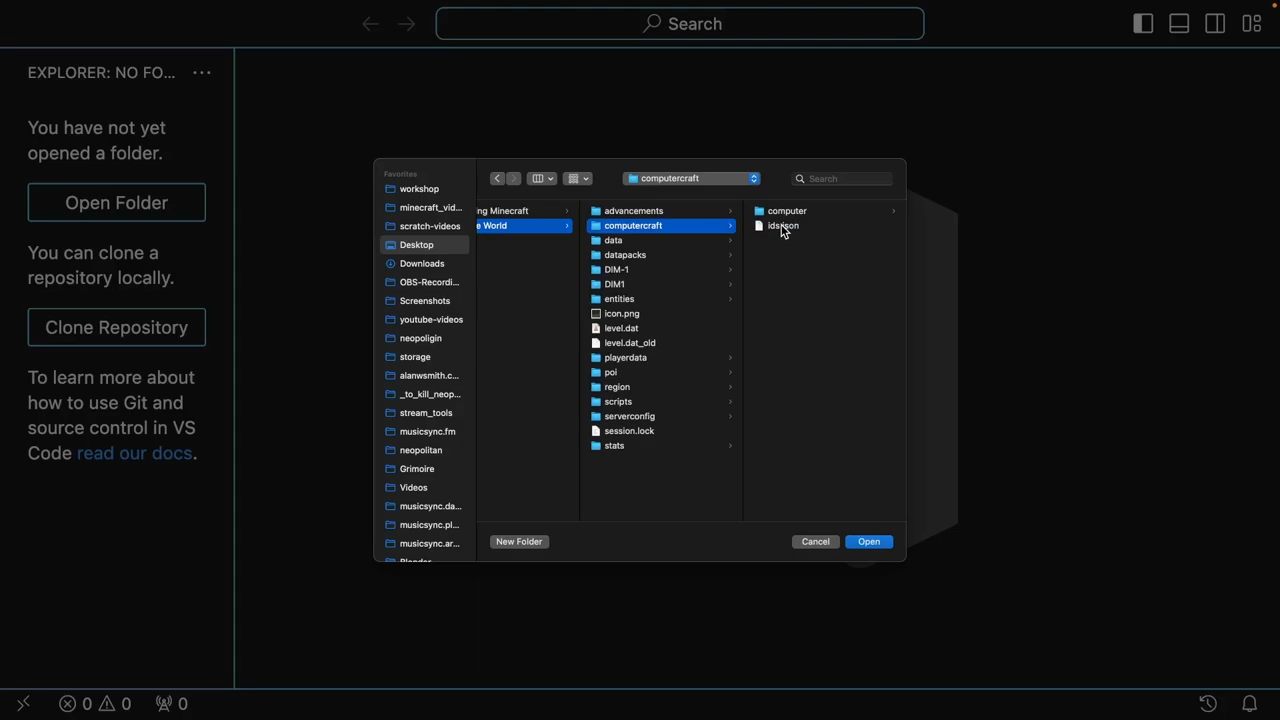 Search
EXPLORER: NO FO...
You have not yet
opened a folder.
Open Folder
You can clone a
repository locally.
Clone Repository
To learn more about
how to use Git and
source control in VS
Code read our docs.
Favorites
workshop
minecraft_vid...
scratch-videos
Desktop
Downloads
OBS-Recordi...
Screenshots
youtube-videos
neopoligin
storage
alanwsmith.c...
_to_kill_neop...
stream_tools
musicsync.fm
neopolitan
Grimoire
Videos
musicsync.da...
musicsync.pl...
musicsync.ar...
computercraft
Search
ng Minecraft
e World
advancements
computercraft
data
datapacks
DIM-1
DIM1
entities
icon.png
level.dat
level.dat_old
playerdata
poi
region
scripts
serverconfig
session.lock
stats
computer
ids.json
New Folder
Cancel
Open
0
0
0